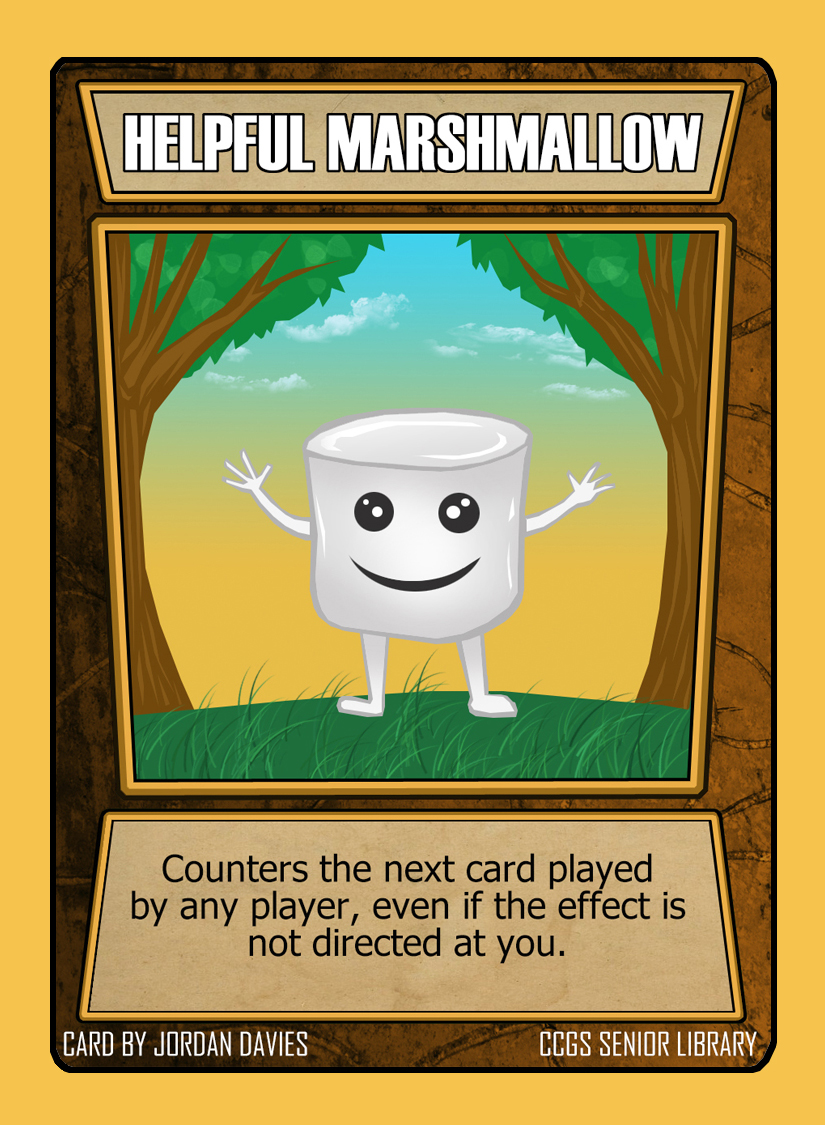 HELPFUL MARSHMALLOW
Counters the next card played
by any player, even if the effect is
not directed at you.
CARD BY JORDAN DAVIES
CCGS SENIOR LIBRARY